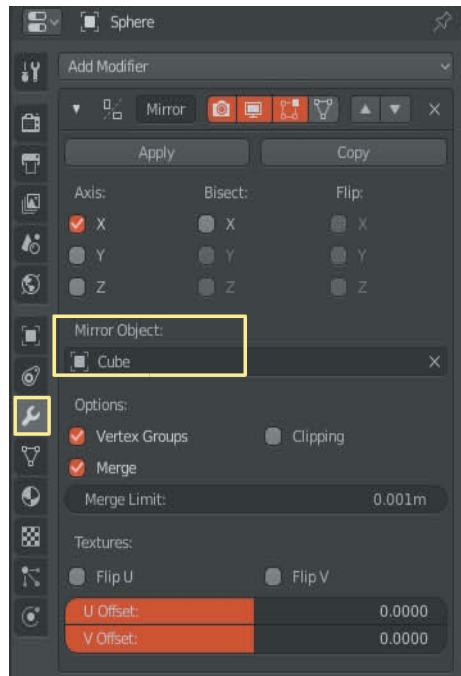 Sphere
Add Modifier
Mirror
Apply Copy
Axis: Bisect: Flip:
X X X
Y Y Y
Z Z Z
Mirror Object:
Cube
Options:
Vertex Groups Clipping
Merge
Merge Limit: 0.001m
Textures:
Flip U Flip V
U Offset: 0.0000
V Offset: 0.0000